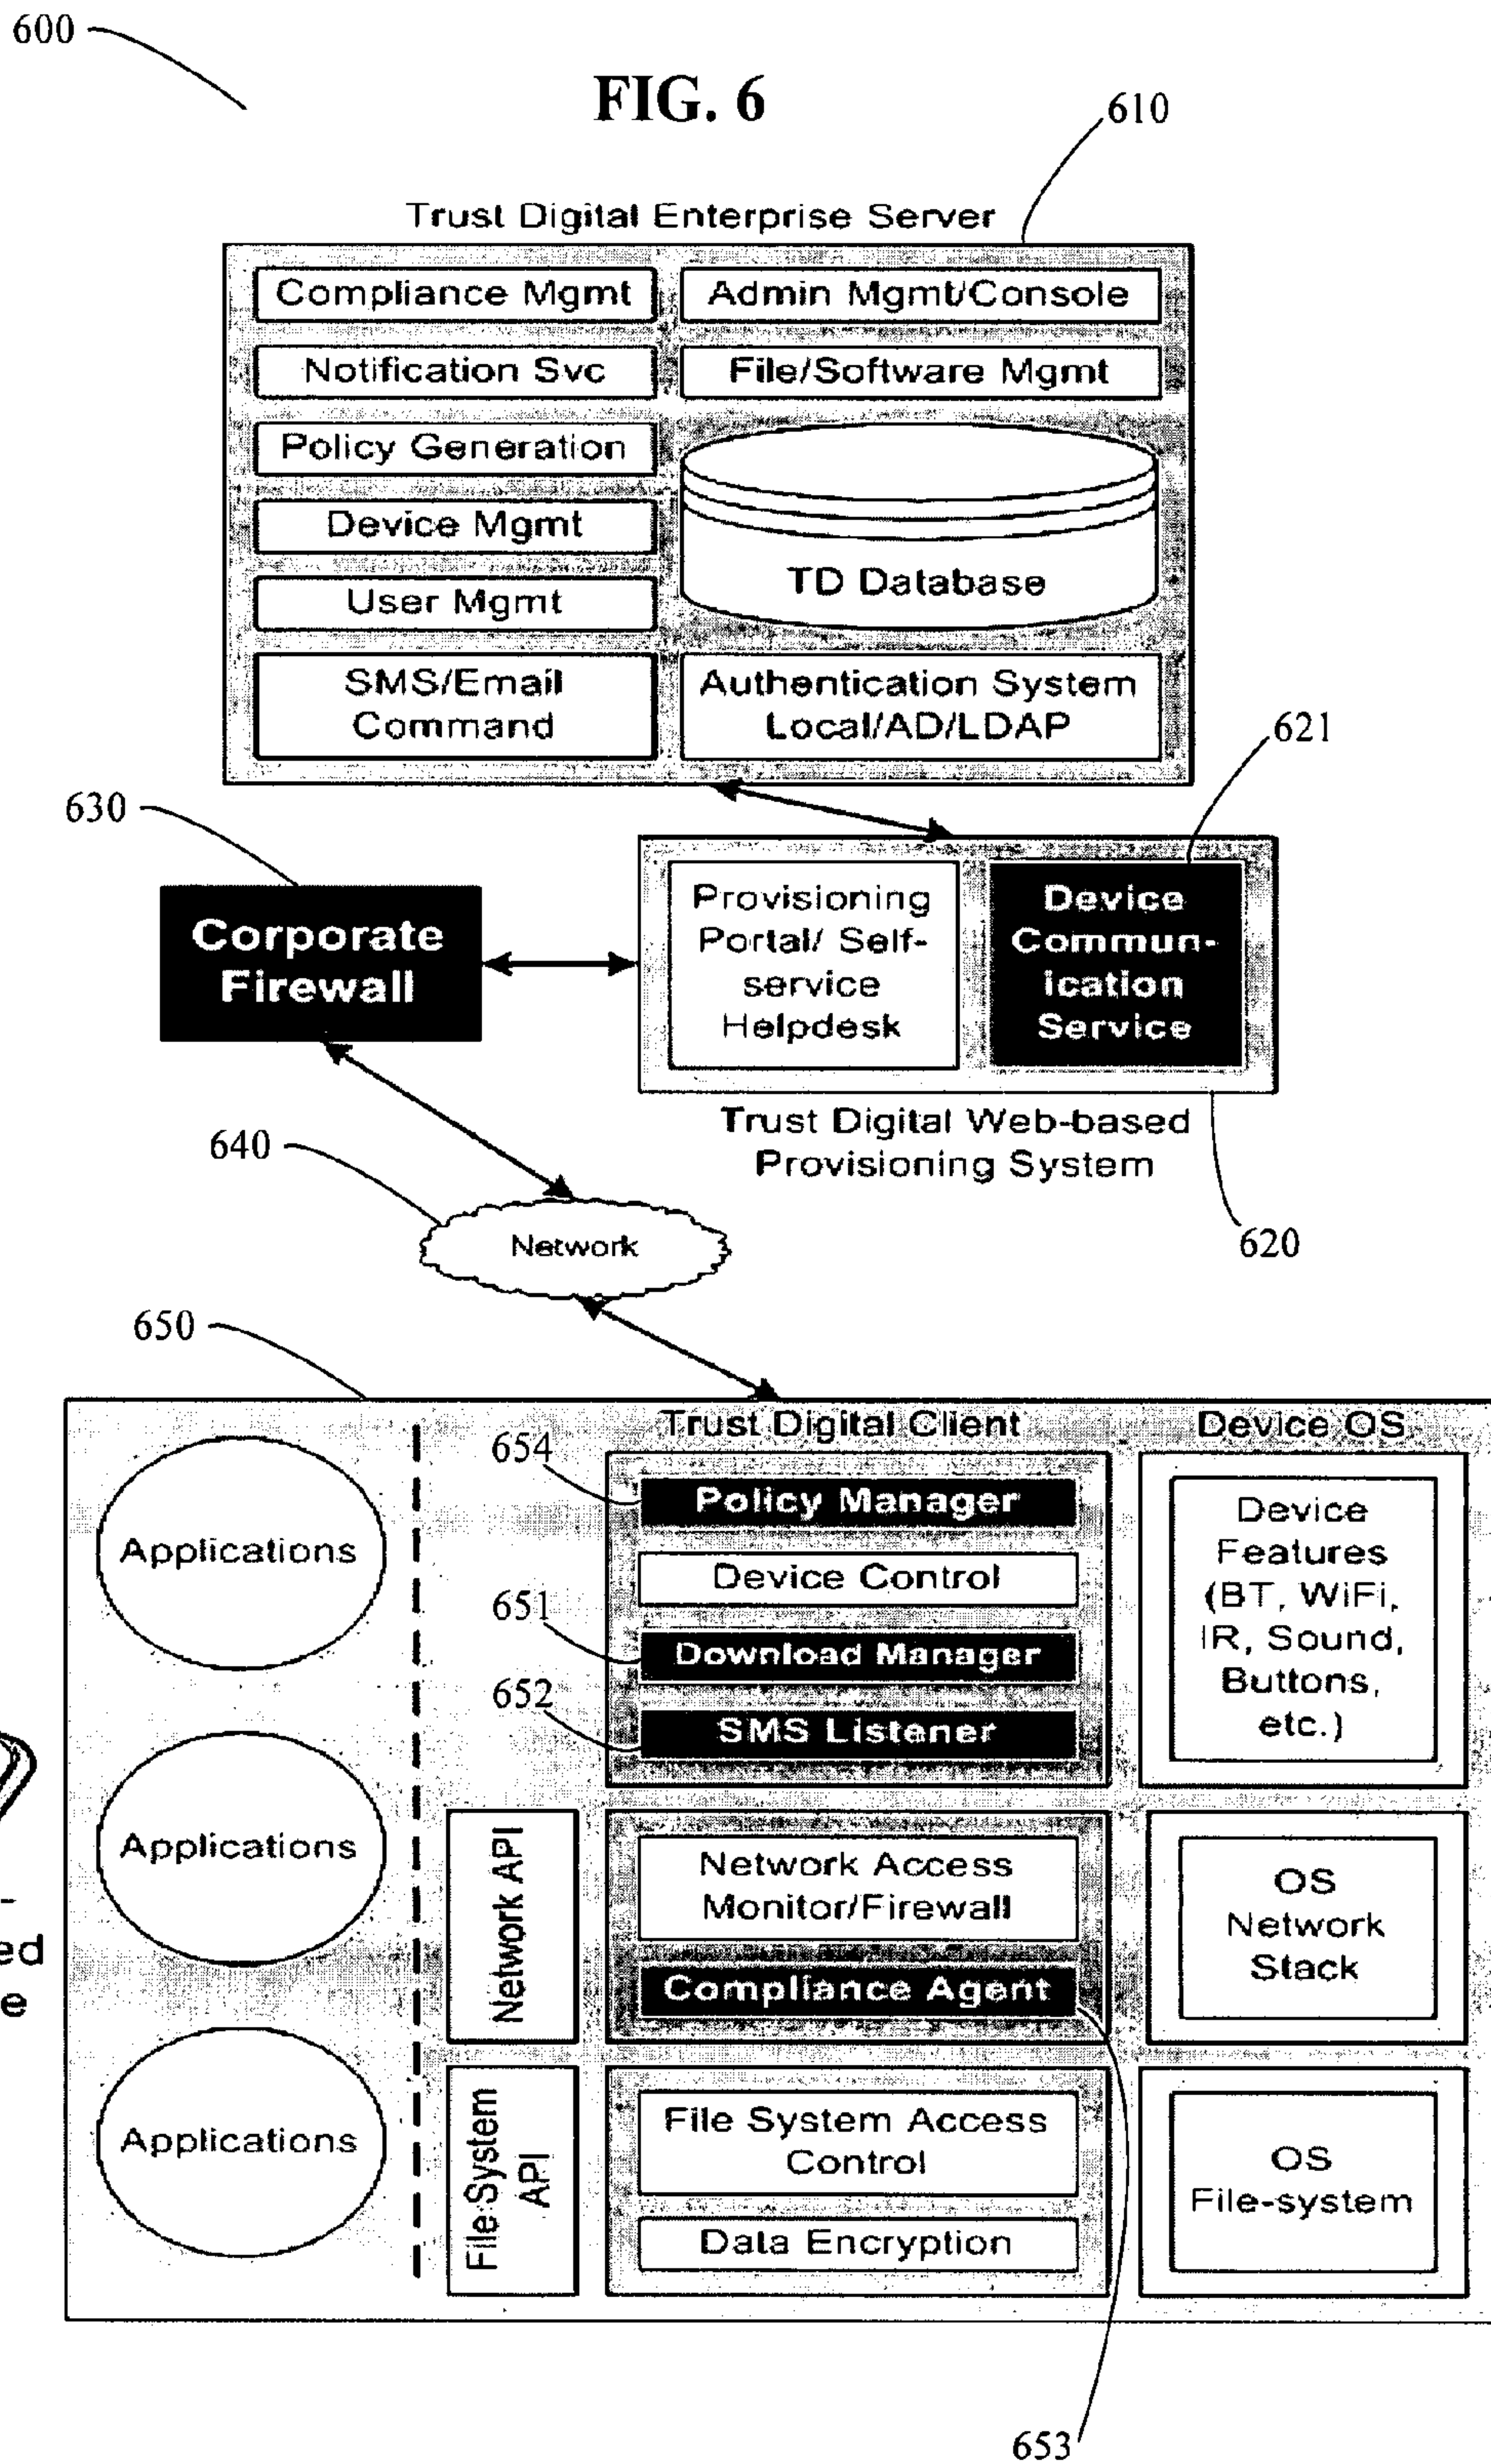 600
FIG. 6
610
Trust Digital Enterprise Server
Compliance Mgmt
Admin Mgmt/Console
Notification Svc
File/Software Mgmt
Policy Generation
Device Mgmt
User Mgmt
TD Database
SMS/Email
Command
Authentication System
Local/AD/LDAP
621
630
Corporate
Firewall
Provisioning
Portal/ Self-
service
Helpdesk
Device
Commun-
ication
Service
Trust Digital Web-based
Provisioning System
620
640
Network
650
Trust Digital Client
Device OS
654
Policy Manager
Device Control
651
Download Manager
652
SMS Listener
Device
Features
(BT, WiFi,
IR, Sound,
Buttons,
etc.)
Applications
Applications
Applications
Network API
Network Access
Monitor/Firewall
Compliance Agent
OS
Network
Stack
File-System
API
File System Access
Control
Data Encryption
OS
File-system
653
-
ed
e